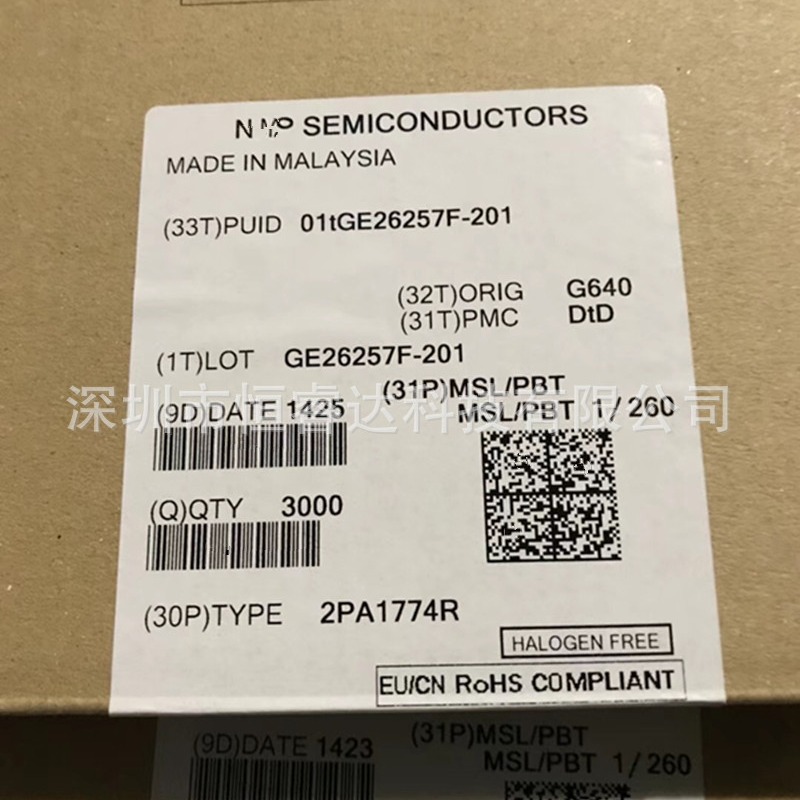 NXP SEMICONDUCTORS
MADE IN MALAYSIA
(33T)PUID 01tGE26257F-201
(32T)ORIG G640
(31T)PMC DtD
(1T)LOT GE26257F-201
(31P)MSL/PBT
深圳市恒睿达科技有限公司
(9D)DATE 1425
MSL/PBT 1/260
(Q)QTY 3000
(30P)TYPE 2PA1774R
HALOGEN FREE
EU/CN RoHS COMPLIANT
(9D)DATE 1423
(31P)MSL/PBT
MSL/PBT 1/260